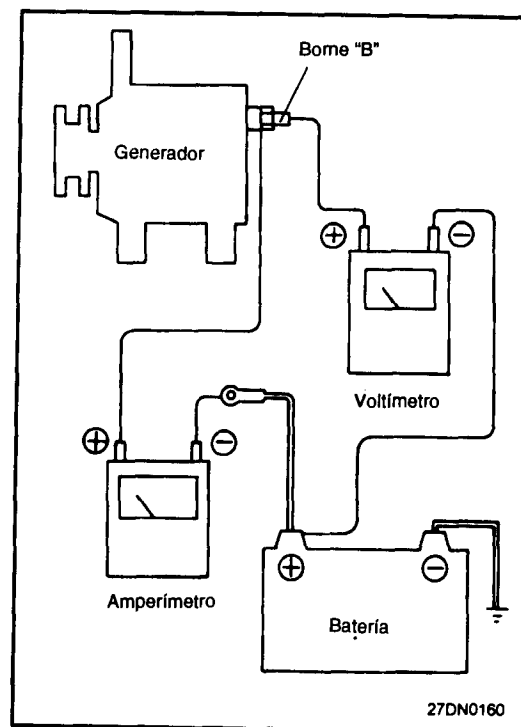 Borne "B"
Generador
⊕
⊖
Voltímetro
⊕
⊖
Amperímetro
⊕
⊖
Batería
27DN0160